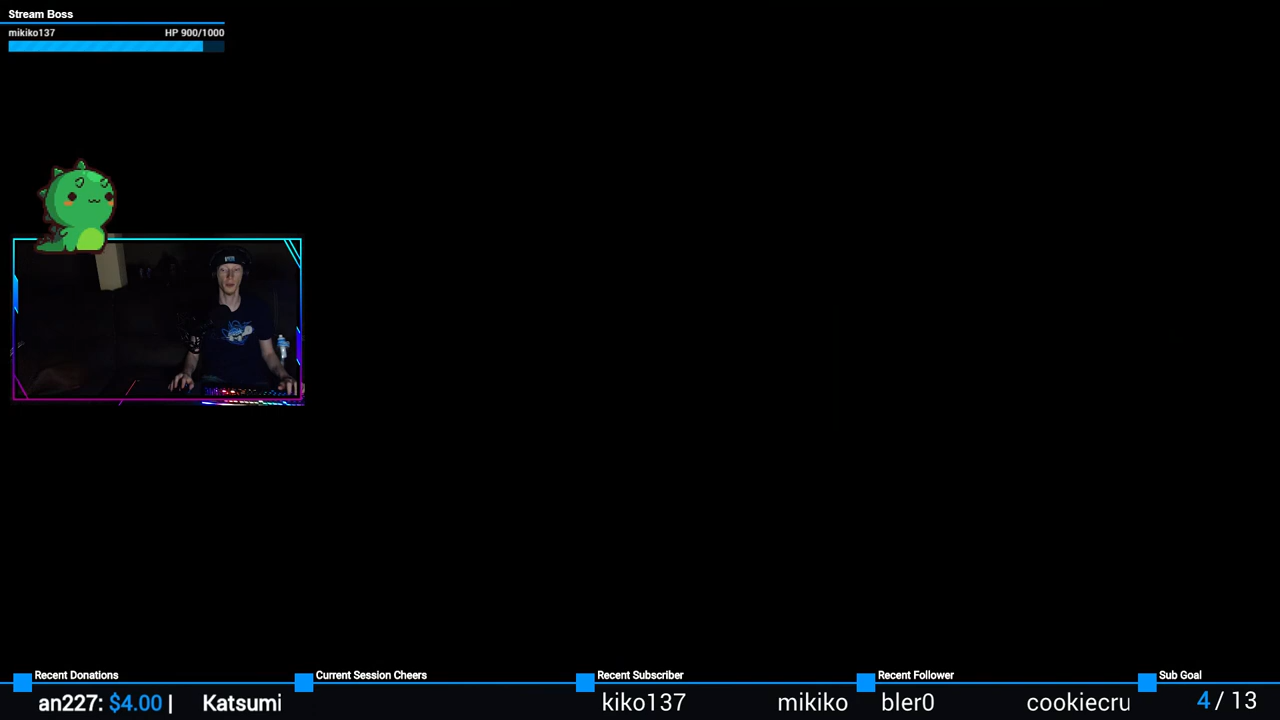 Stream Boss
mikiko137 HP 900/1000
Recent Donations
an227: $4.00 | Katsumi
Current Session Cheers
Recent Subscriber
kiko137 mikiko
Recent Follower
bler0 cookiecru
Sub Goal
4 / 13